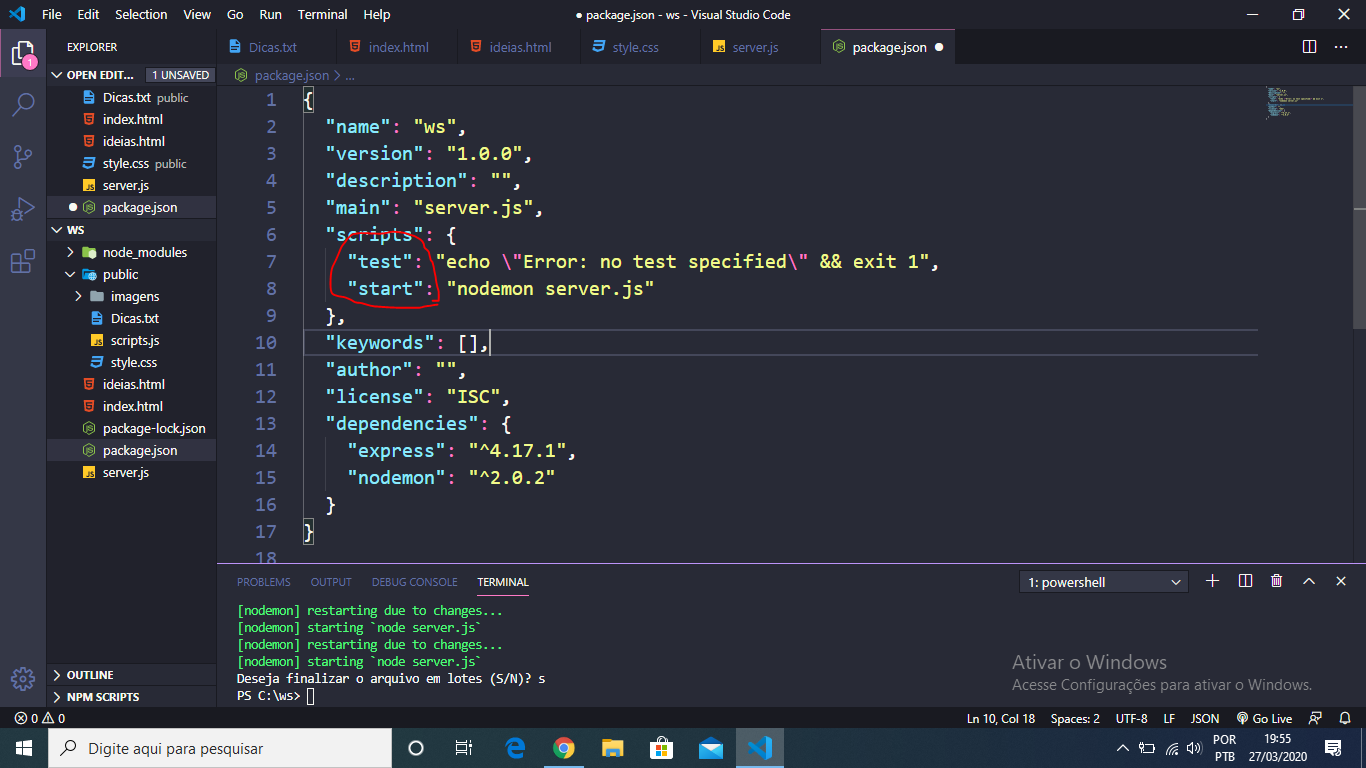 File Edit Selection View Go Run Terminal Help
● package.json - ws - Visual Studio Code
EXPLORER
OPEN EDIT... 1 UNSAVED
Dicas.txt public
index.html
ideias.html
style.css public
server.js
● package.json
WS
node_modules
public
imagens
Dicas.txt
scripts.js
style.css
ideias.html
index.html
package-lock.json
package.json
server.js
OUTLINE
NPM SCRIPTS
1
Dicas.txt index.html ideias.html style.css server.js package.json ●
package.json > ...
1 {
2 "name": "ws",
3 "version": "1.0.0",
4 "description": "",
5 "main": "server.js",
6 "scripts": {
7 "test": "echo \"Error: no test specified\" && exit 1",
8 "start": "nodemon server.js"
9 },
10 "keywords": [],
11 "author": "",
12 "license": "ISC",
13 "dependencies": {
14 "express": "^4.17.1",
15 "nodemon": "^2.0.2"
16 }
17 }
18
PROBLEMS OUTPUT DEBUG CONSOLE TERMINAL
1: powershell
[nodemon] restarting due to changes...
[nodemon] starting `node server.js`
[nodemon] restarting due to changes...
[nodemon] starting `node server.js`
Deseja finalizar o arquivo em lotes (S/N)? s
PS C:\ws>
Ativar o Windows
Acesse Configurações para ativar o Windows.
0 0
Ln 10, Col 18 Spaces: 2 UTF-8 LF JSON Go Live
Digite aqui para pesquisar
POR
PTB
19:55
27/03/2020